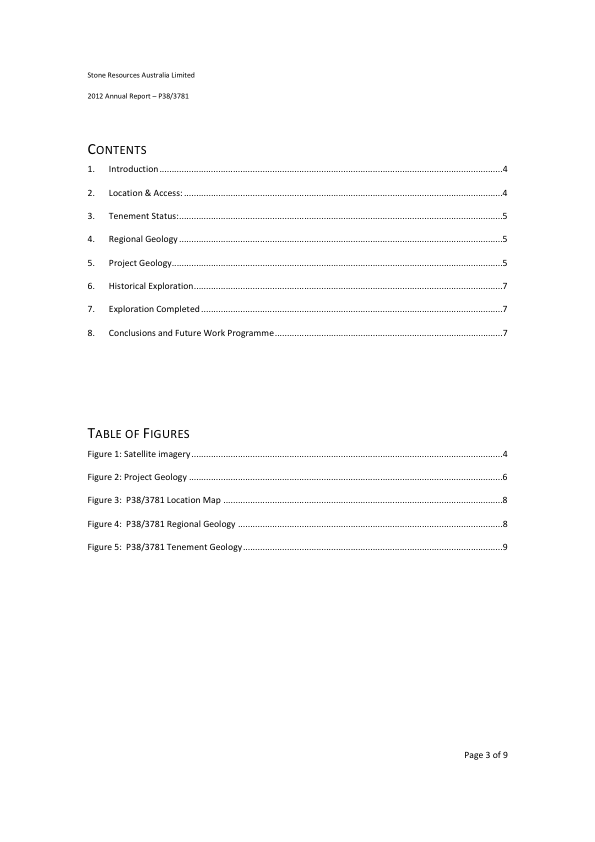 Stone Resources Australia Limited
2012 Annual Report – P38/3781
CONTENTS
1. Introduction....................................................................................................................4
2. Location & Access: ............................................................................................................4
3. Tenement Status:..............................................................................................................5
4. Regional Geology ..............................................................................................................5
5. Project Geology................................................................................................................5
6. Historical Exploration.........................................................................................................7
7. Exploration Completed.......................................................................................................7
8. Conclusions and Future Work Programme..............................................................................7
TABLE OF FIGURES
Figure 1: Satellite imagery........................................................................................................4
Figure 2: Project Geology .........................................................................................................6
Figure 3: P38/3781 Location Map ..............................................................................................8
Figure 4: P38/3781 Regional Geology .........................................................................................8
Figure 5: P38/3781 Tenement Geology........................................................................................9
Page 3 of 9